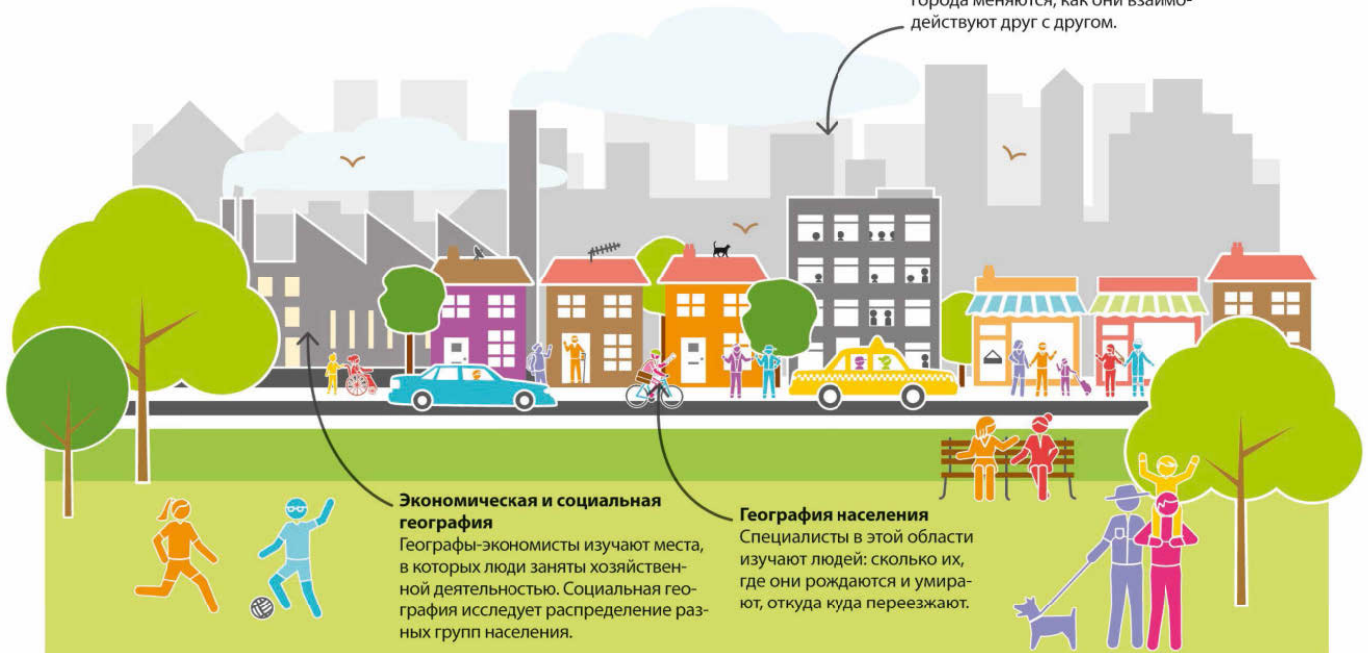 города меняются, как они взаимо-
действуют друг с другом.
Экономическая и социальная
география
Географы-экономисты изучают места,
в которых люди заняты хозяйствен-
ной деятельностью. Социальная гео-
графия исследует распределение раз-
ных групп населения.
География населения
Специалисты в этой области
изучают людей: сколько их,
где они рождаются и умира-
ют, откуда куда переезжают.